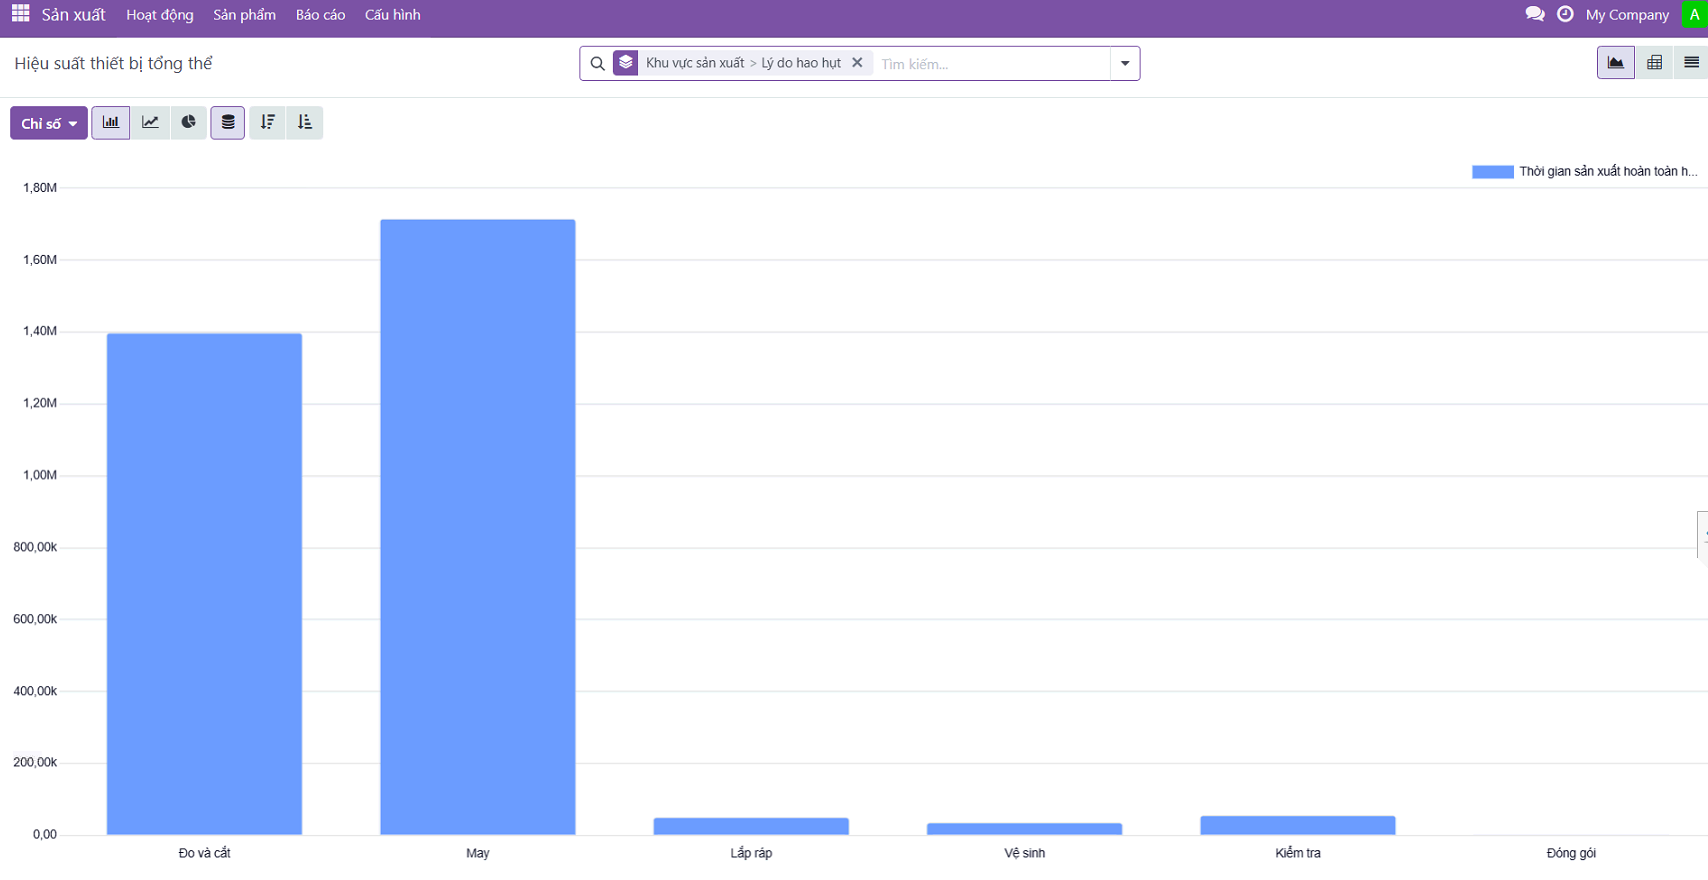 Sản xuất Hoạt động Sản phẩm Báo cáo Cấu hình My Company A
Hiệu suất thiết bị tổng thể Khu vực sản xuất > Lý do hao hụt Tìm kiếm...
Chỉ số
Thời gian sản xuất hoàn toàn h...
1,80M
1,60M
1,40M
1,20M
1,00M
800,00k
600,00k
400,00k
200,00k
0,00
Đo và cắt May Lắp ráp Vệ sinh Kiểm tra Đóng gói